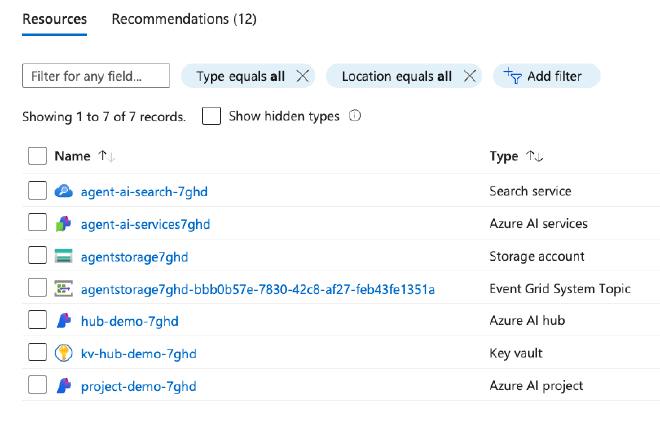 Resources Recommendations (12)
Filter for any field... Type equals all Location equals all Add filter
Showing 1 to 7 of 7 records. Show hidden types
Name Type
agent-ai-search-7ghd Search service
agent-ai-services7ghd Azure AI services
agentstorage7ghd Storage account
agentstorage7ghd-bbb0b57e-7830-42c8-af27-feb43fe1351a Event Grid System Topic
hub-demo-7ghd Azure AI hub
kv-hub-demo-7ghd Key vault
project-demo-7ghd Azure AI project